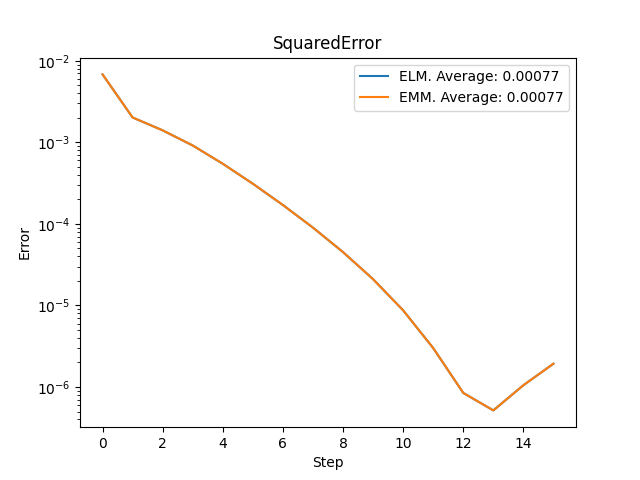 SquaredError
ELM. Average: 0.00077
EMM. Average: 0.00077
Error
10⁻²
10⁻³
10⁻⁴
10⁻⁵
10⁻⁶
0 2 4 6 8 10 12 14
Step